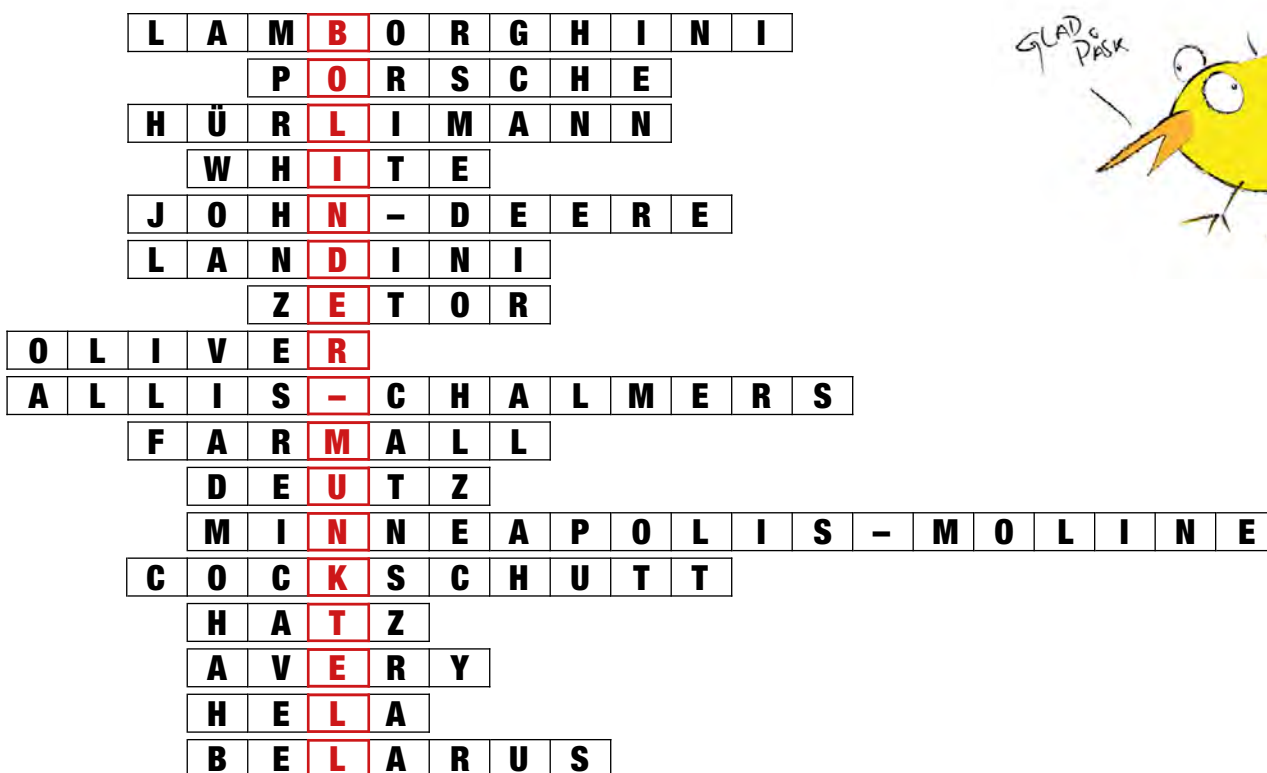 LAMBORGHINI
GLAD
PÅSK
PORSCHE
HÜRLIMANN
WHITE
JOHN–DEERE
LANDINI
ZETOR
OLIVER
ALLIS–CHALMERS
FARMALL
DEUTZ
MINNEAPOLIS–MOLINE
COCKSCHUTT
HATZ
AVERY
HELA
BELARUS